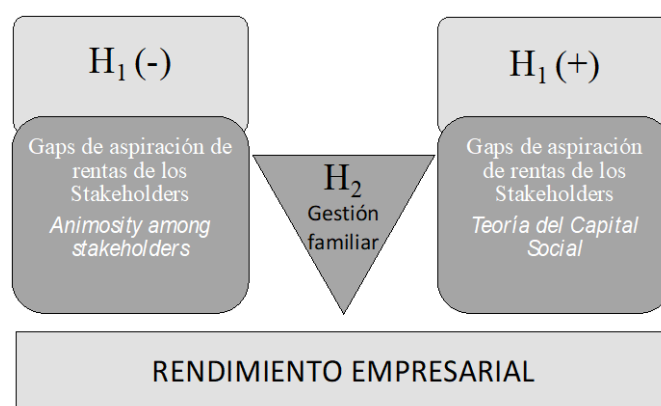 H₁ (-)
Gaps de aspiración de
rentas de los
Stakeholders
Animosity among
stakeholders
H₂
Gestión
familiar
H₁ (+)
Gaps de aspiración
de rentas de los
Stakeholders
Teoría del Capital
Social
RENDIMIENTO EMPRESARIAL